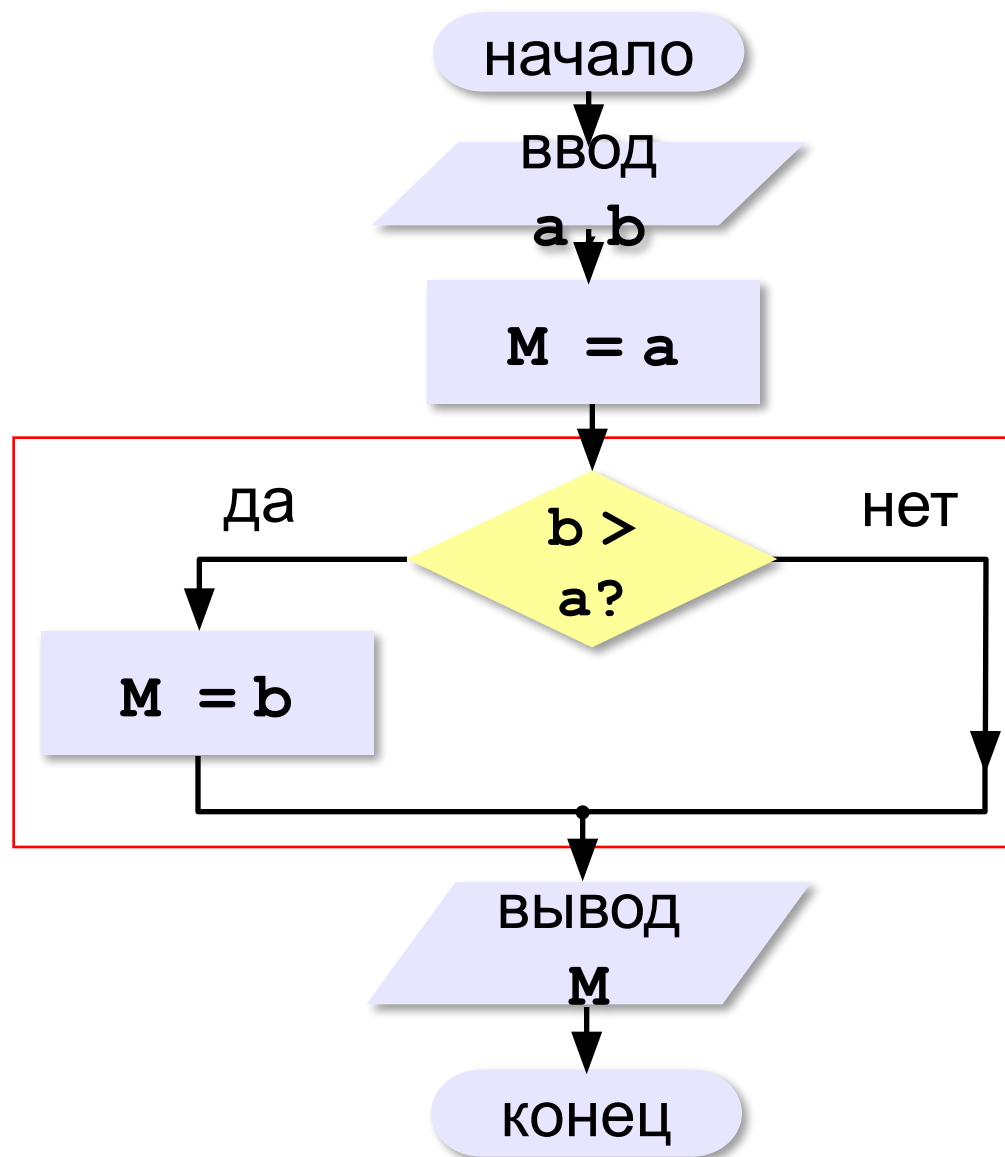 начало
ввод
a,b
M = a
да
нет
b >
a?
M = b
вывод
M
конец